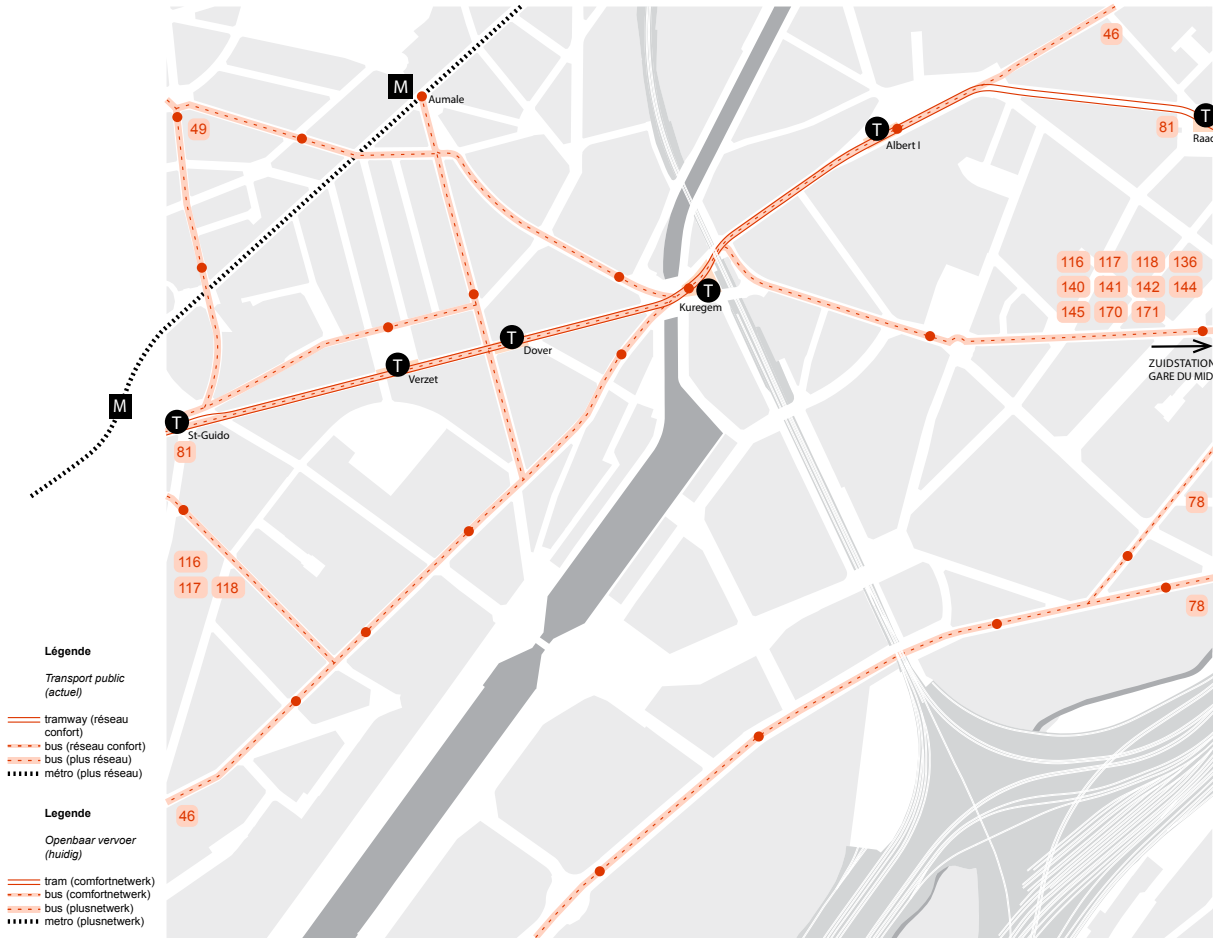 46
M
Aumale
49
T
Albert I
81
T
Raad
116 117 118 136
140 141 142 144
145 170 171
T
Kuregem
T
Dover
ZUIDSTATION
GARE DU MIDI
T
Verzet
M
T
St-Guido
81
78
116
117 118
78
46
Légende
Transport public
(actuel)
tramway (réseau
confort)
bus (réseau confort)
bus (plus réseau)
métro (plus réseau)
Legende
Openbaar vervoer
(huidig)
tram (comfortnetwerk)
bus (comfortnetwerk)
bus (plusnetwerk)
metro (plusnetwerk)